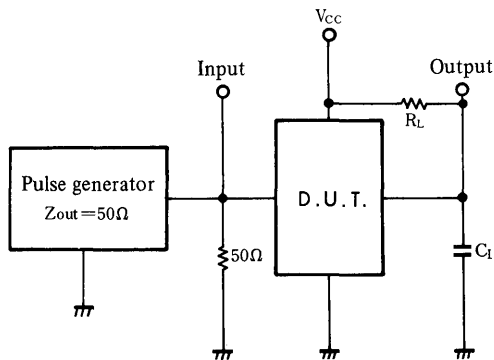 Vcc
Input
Output
RL
Pulse generator
Zout=50Ω
D.U.T.
50Ω
CL